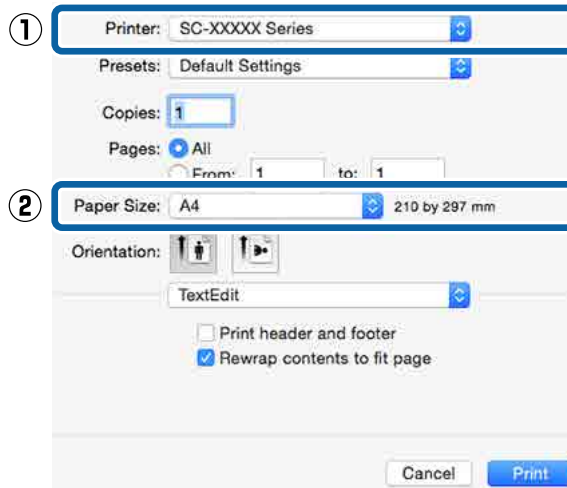 ① Printer: SC-XXXXX Series
Presets: Default Settings
Copies: 1
Pages: All
From: 1 to: 1
② Paper Size: A4 210 by 297 mm
Orientation:
TextEdit
Print header and footer
Rewrap contents to fit page
Cancel Print